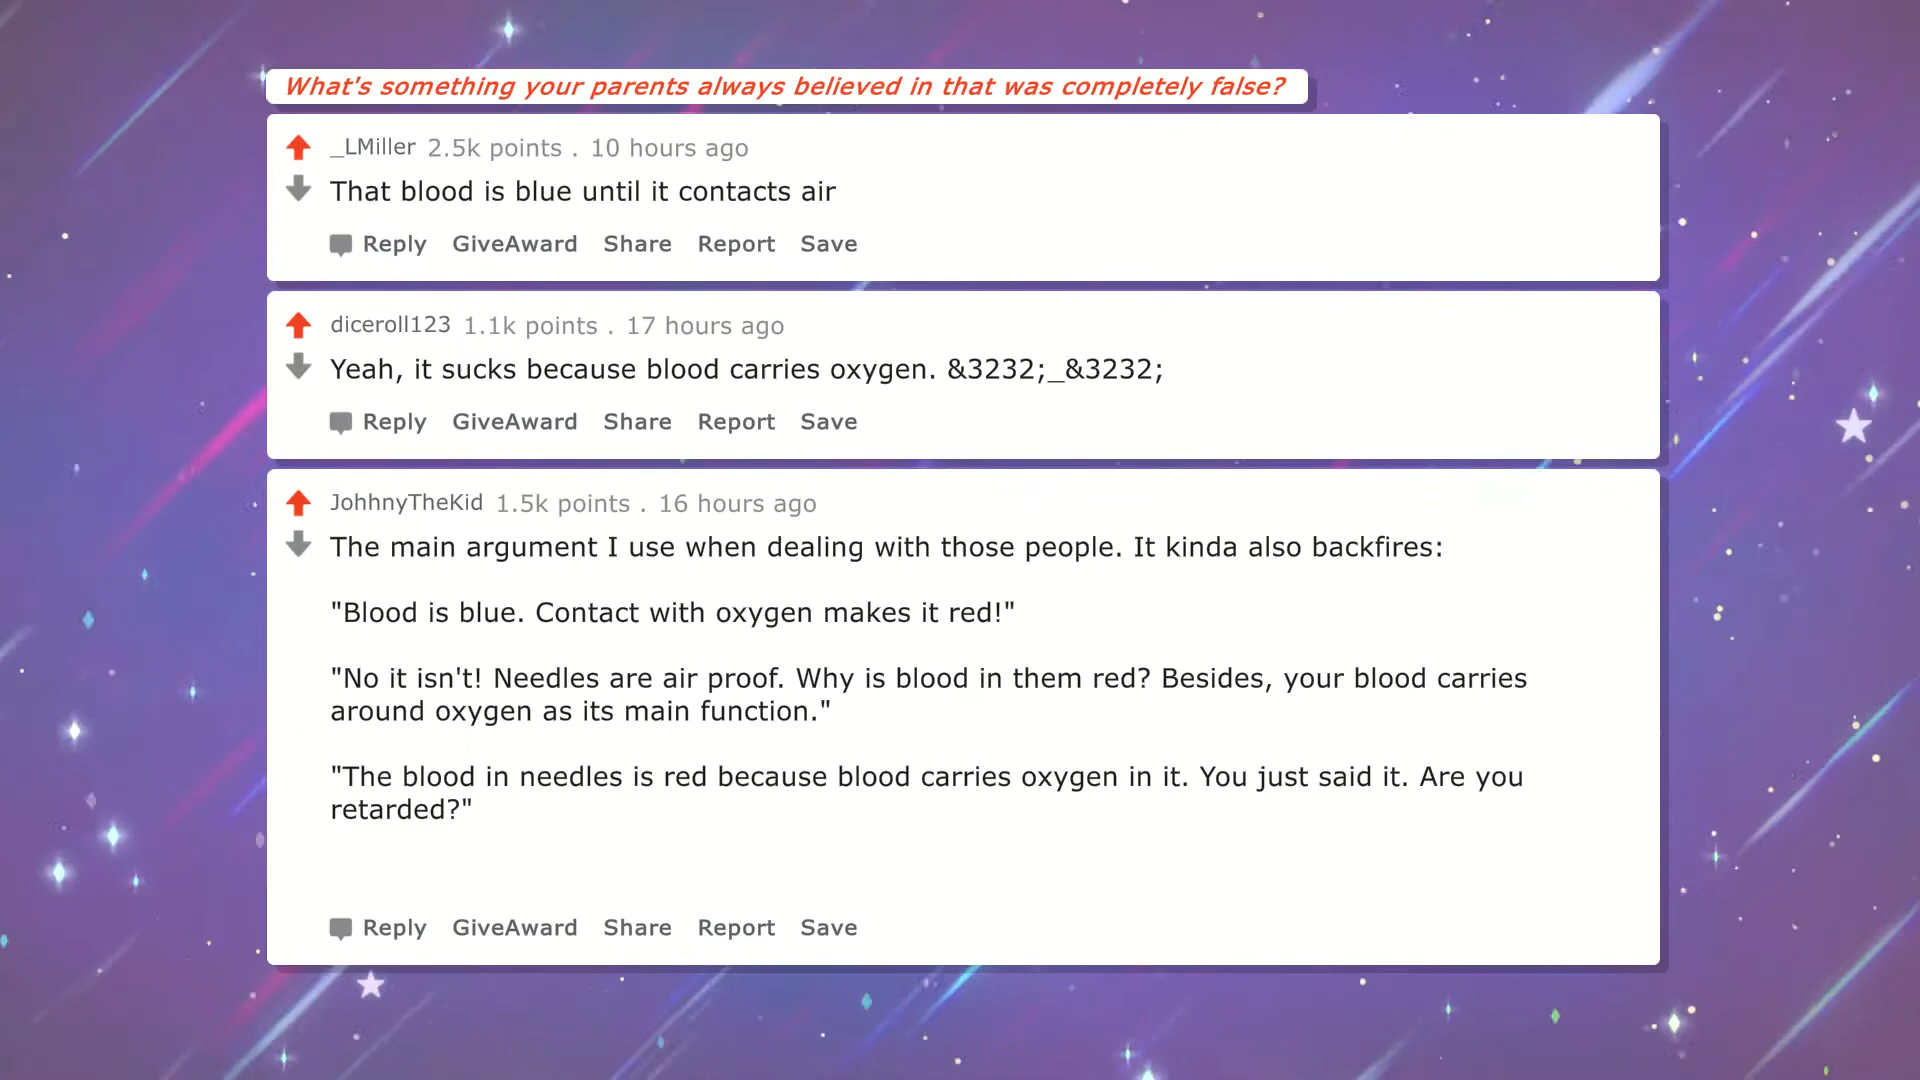 What's something your parents always believed in that was completely false?
_LMiller 2.5k points . 10 hours ago
That blood is blue until it contacts air
Reply GiveAward Share Report Save
diceroll123 1.1k points . 17 hours ago
Yeah, it sucks because blood carries oxygen. &3232;_&3232;
Reply GiveAward Share Report Save
JohhnyTheKid 1.5k points . 16 hours ago
The main argument I use when dealing with those people. It kinda also backfires:
"Blood is blue. Contact with oxygen makes it red!"
"No it isn't! Needles are air proof. Why is blood in them red? Besides, your blood carries
around oxygen as its main function."
"The blood in needles is red because blood carries oxygen in it. You just said it. Are you
retarded?"
Reply GiveAward Share Report Save